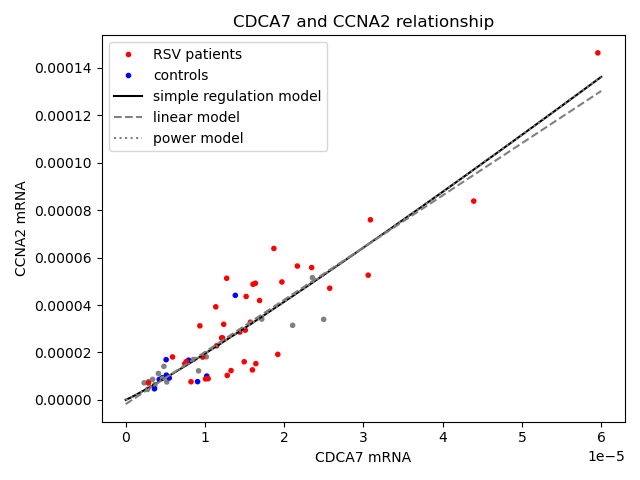 CDCA7 and CCNA2 relationship
RSV patients
controls
simple regulation model
linear model
power model
0.00014
0.00012
0.00010
0.00008
0.00006
0.00004
0.00002
0.00000
CCNA2 mRNA
0 1 2 3 4 5 6
1e−5
CDCA7 mRNA